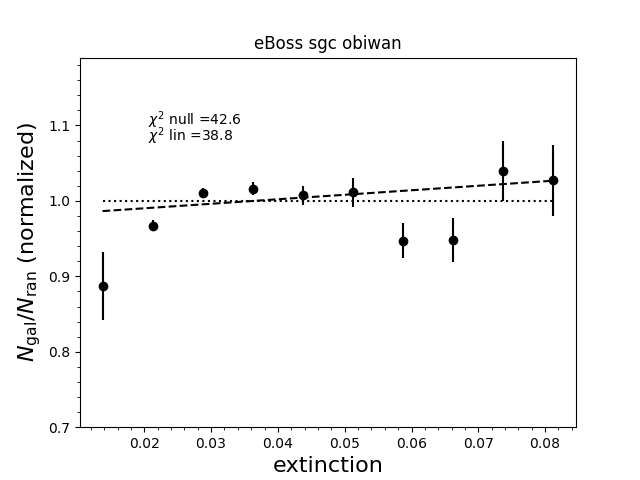 eBoss sgc obiwan
χ² null =42.6
χ² lin =38.8
N_gal/N_ran (normalized)
1.1
1.0
0.9
0.8
0.7
0.02 0.03 0.04 0.05 0.06 0.07 0.08
extinction